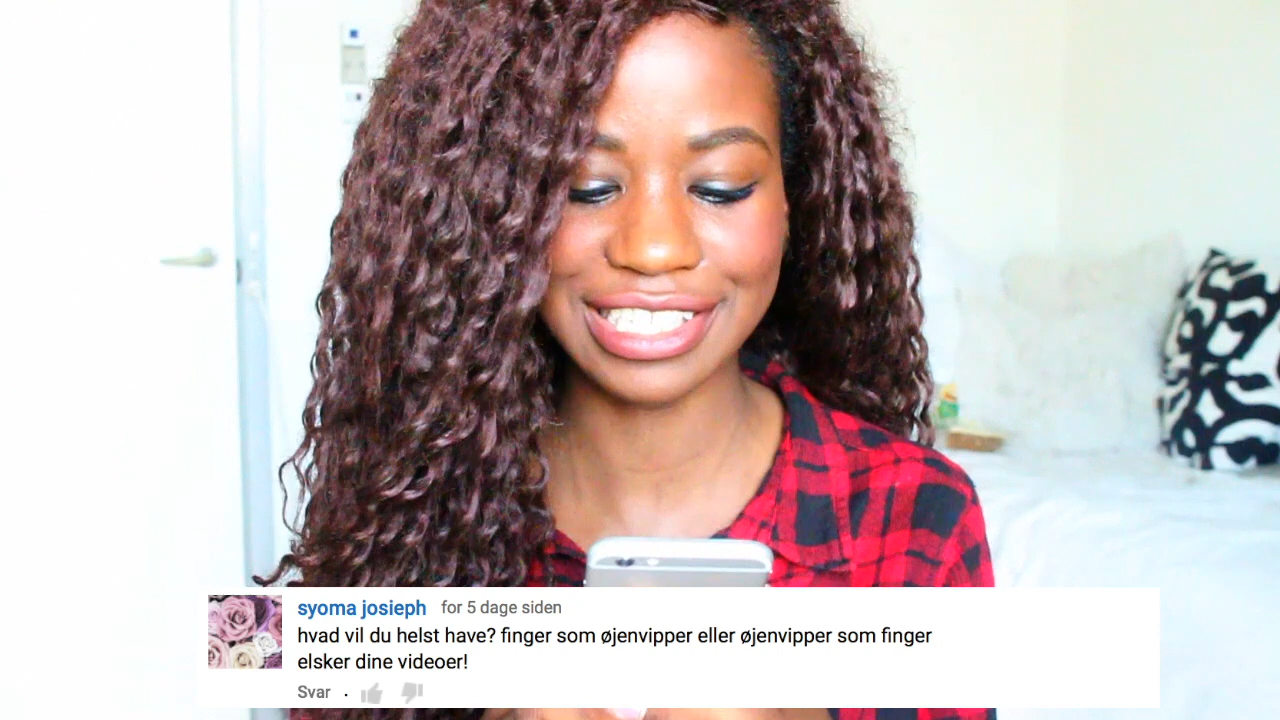 syoma josieph for 5 dage siden
hvad vil du helst have? finger som øjenvipper eller øjenvipper som finger
elsker dine videoer!
Svar .